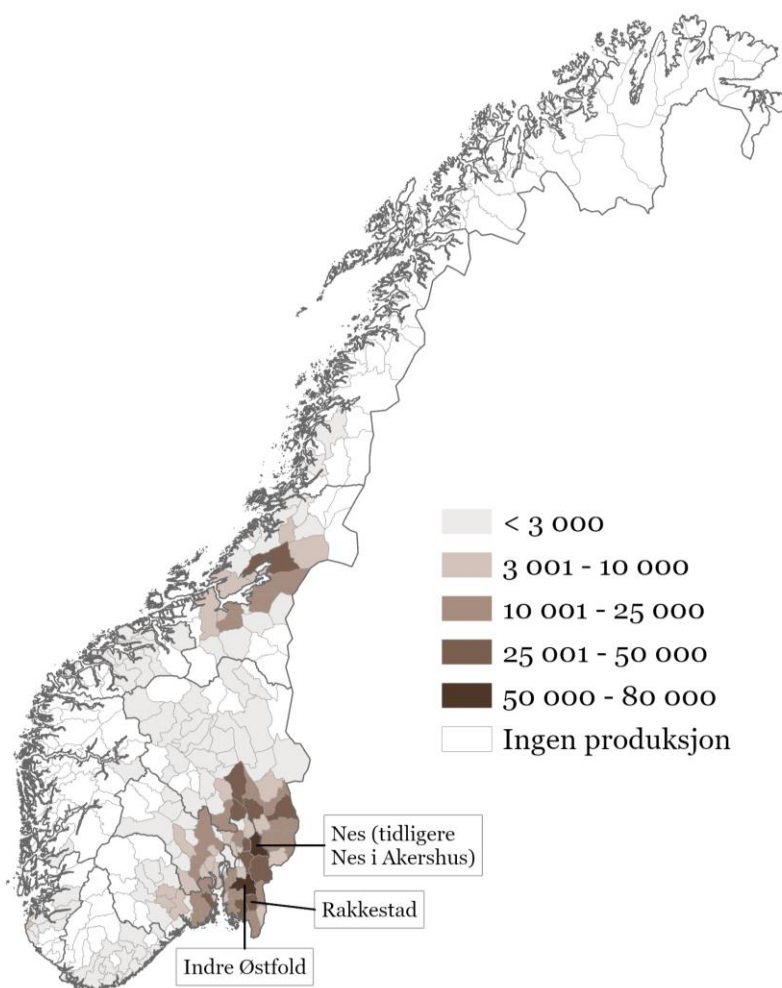 < 3 000
3 001 - 10 000
10 001 - 25 000
25 001 - 50 000
50 000 - 80 000
Ingen produksjon
Nes (tidligere
Nes i Akershus)
Rakkestad
Indre Østfold